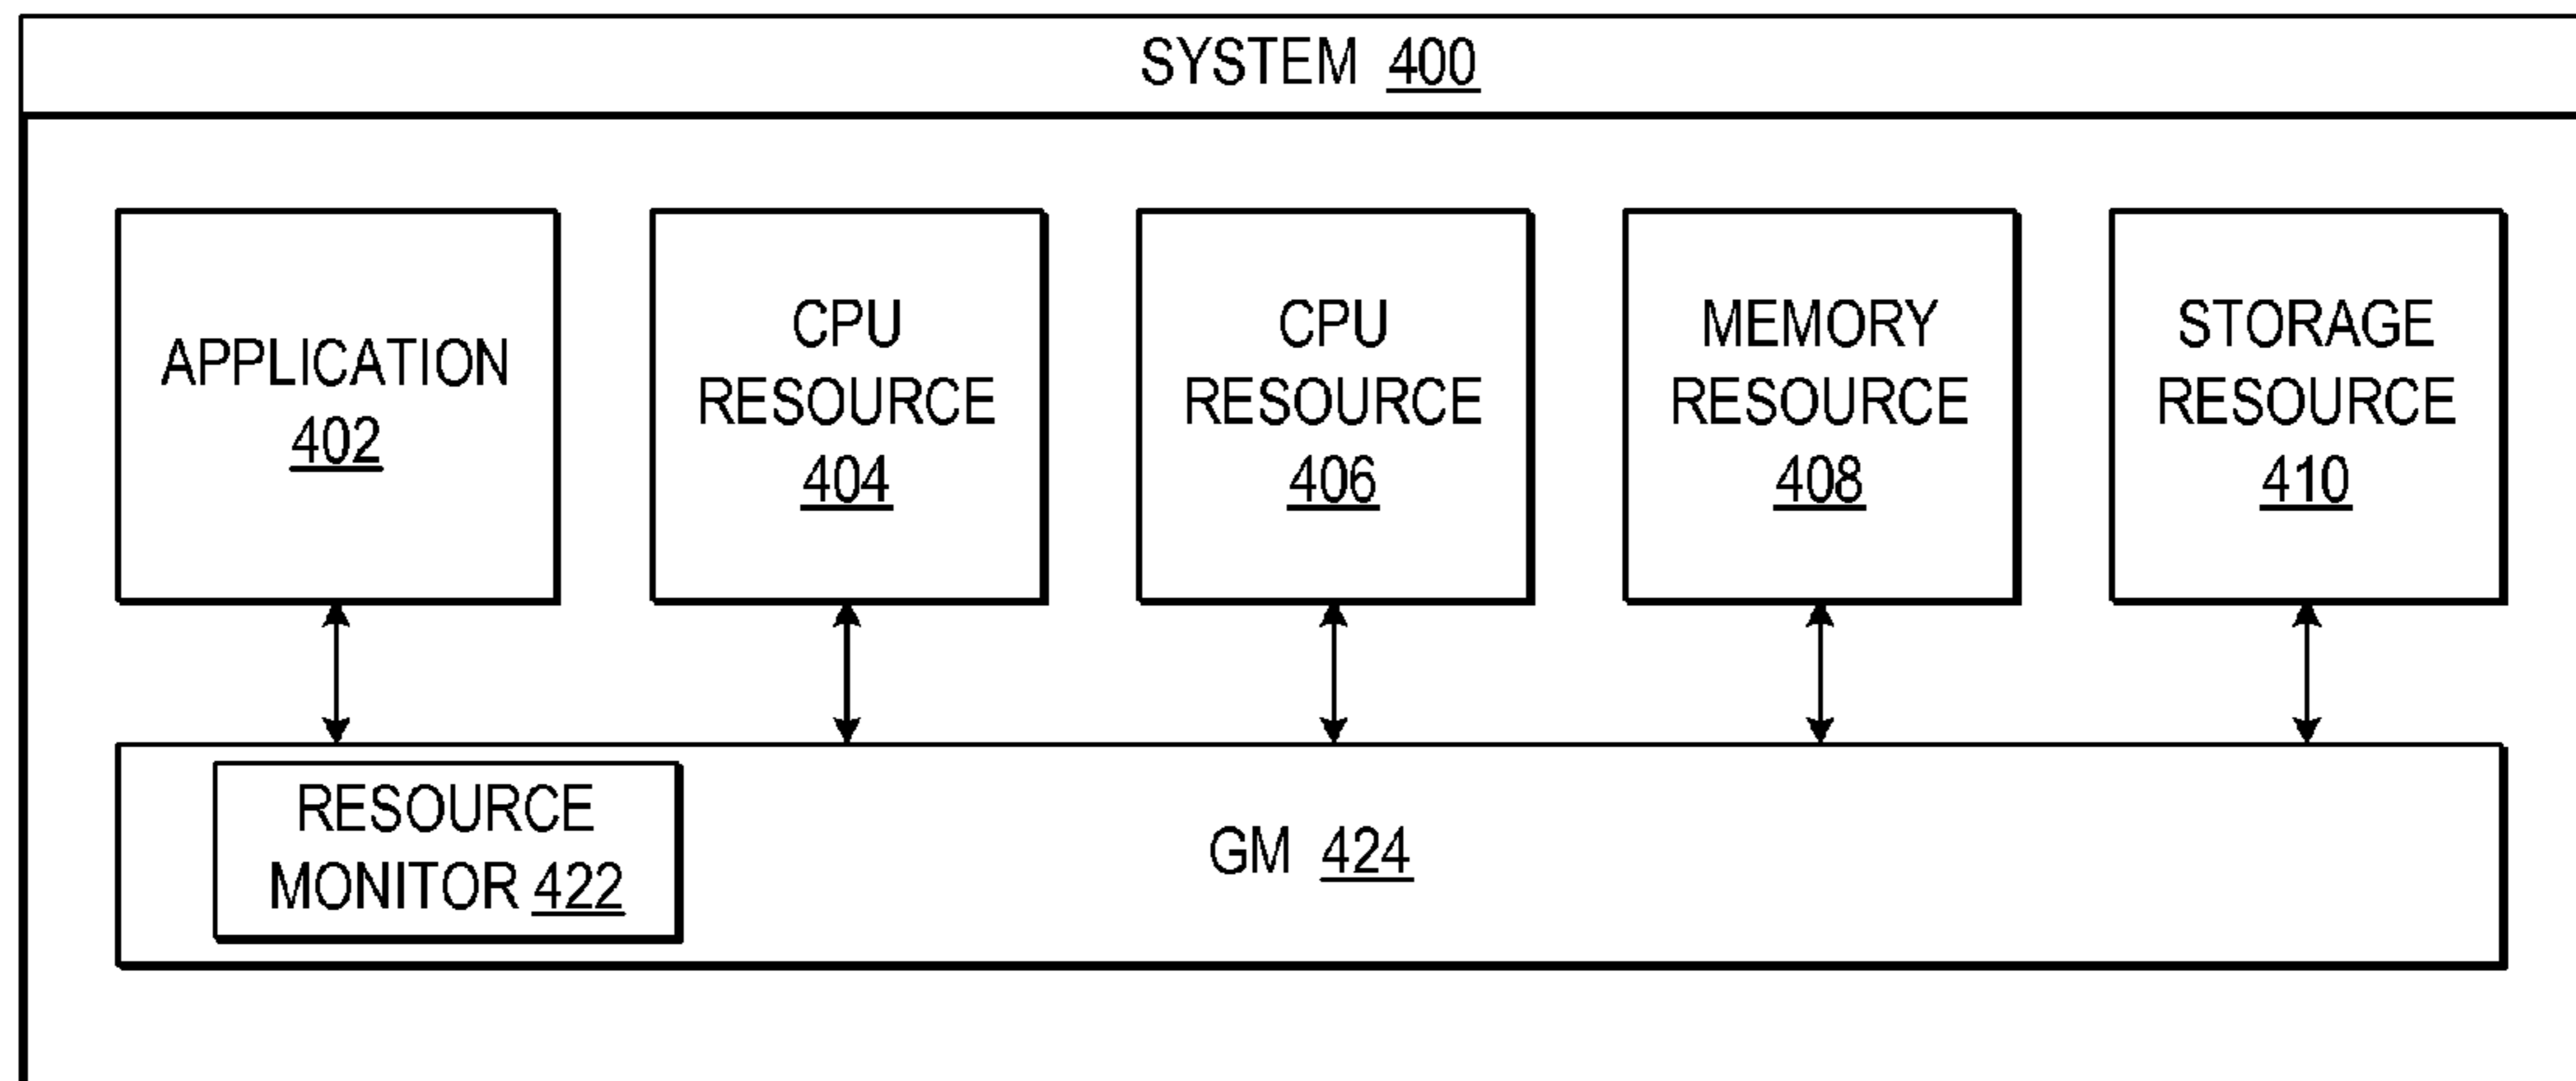 SYSTEM 400
APPLICATION
402
CPU
RESOURCE
404
CPU
RESOURCE
406
MEMORY
RESOURCE
408
STORAGE
RESOURCE
410
RESOURCE
MONITOR 422
GM 424